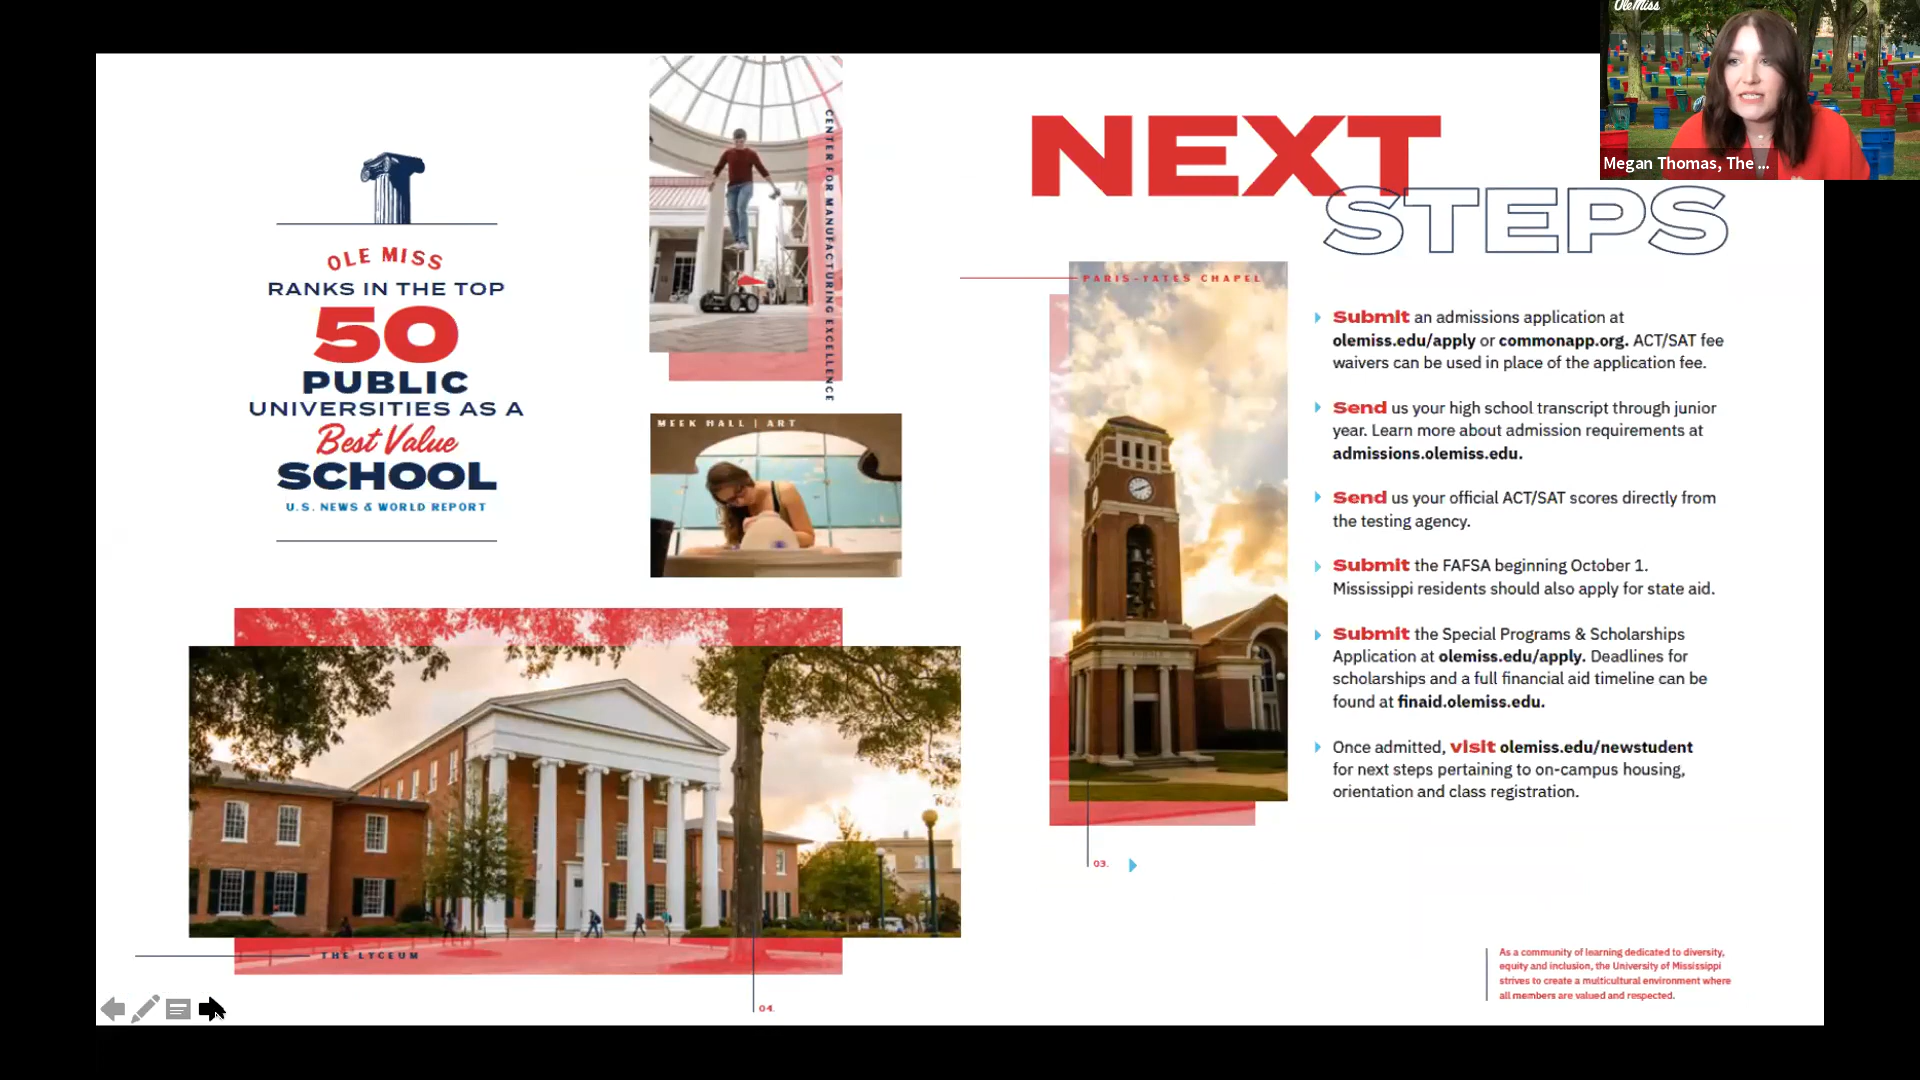 OLE MISS
RANKS IN THE TOP
50
PUBLIC
UNIVERSITIES AS A
Best Value
SCHOOL
U.S. NEWS & WORLD REPORT
CENTER FOR MANUFACTURING EXCELLENCE
MEEK HALL | ART
THE LYCEUM
04.
NEXT
STEPS
PARIS-YATES CHAPEL
Submit an admissions application at
olemiss.edu/apply or commonapp.org. ACT/SAT fee
waivers can be used in place of the application fee.
Send us your high school transcript through junior
year. Learn more about admission requirements at
admissions.olemiss.edu.
Send us your official ACT/SAT scores directly from
the testing agency.
Submit the FAFSA beginning October 1.
Mississippi residents should also apply for state aid.
Submit the Special Programs & Scholarships
Application at olemiss.edu/apply. Deadlines for
scholarships and a full financial aid timeline can be
found at finaid.olemiss.edu.
Once admitted, visit olemiss.edu/newstudent
for next steps pertaining to on-campus housing,
orientation and class registration.
03.
As a community of learning dedicated to diversity,
equity and inclusion, the University of Mississippi
strives to create a multicultural environment where
all members are valued and respected.
Ole Miss
Megan Thomas, The ...